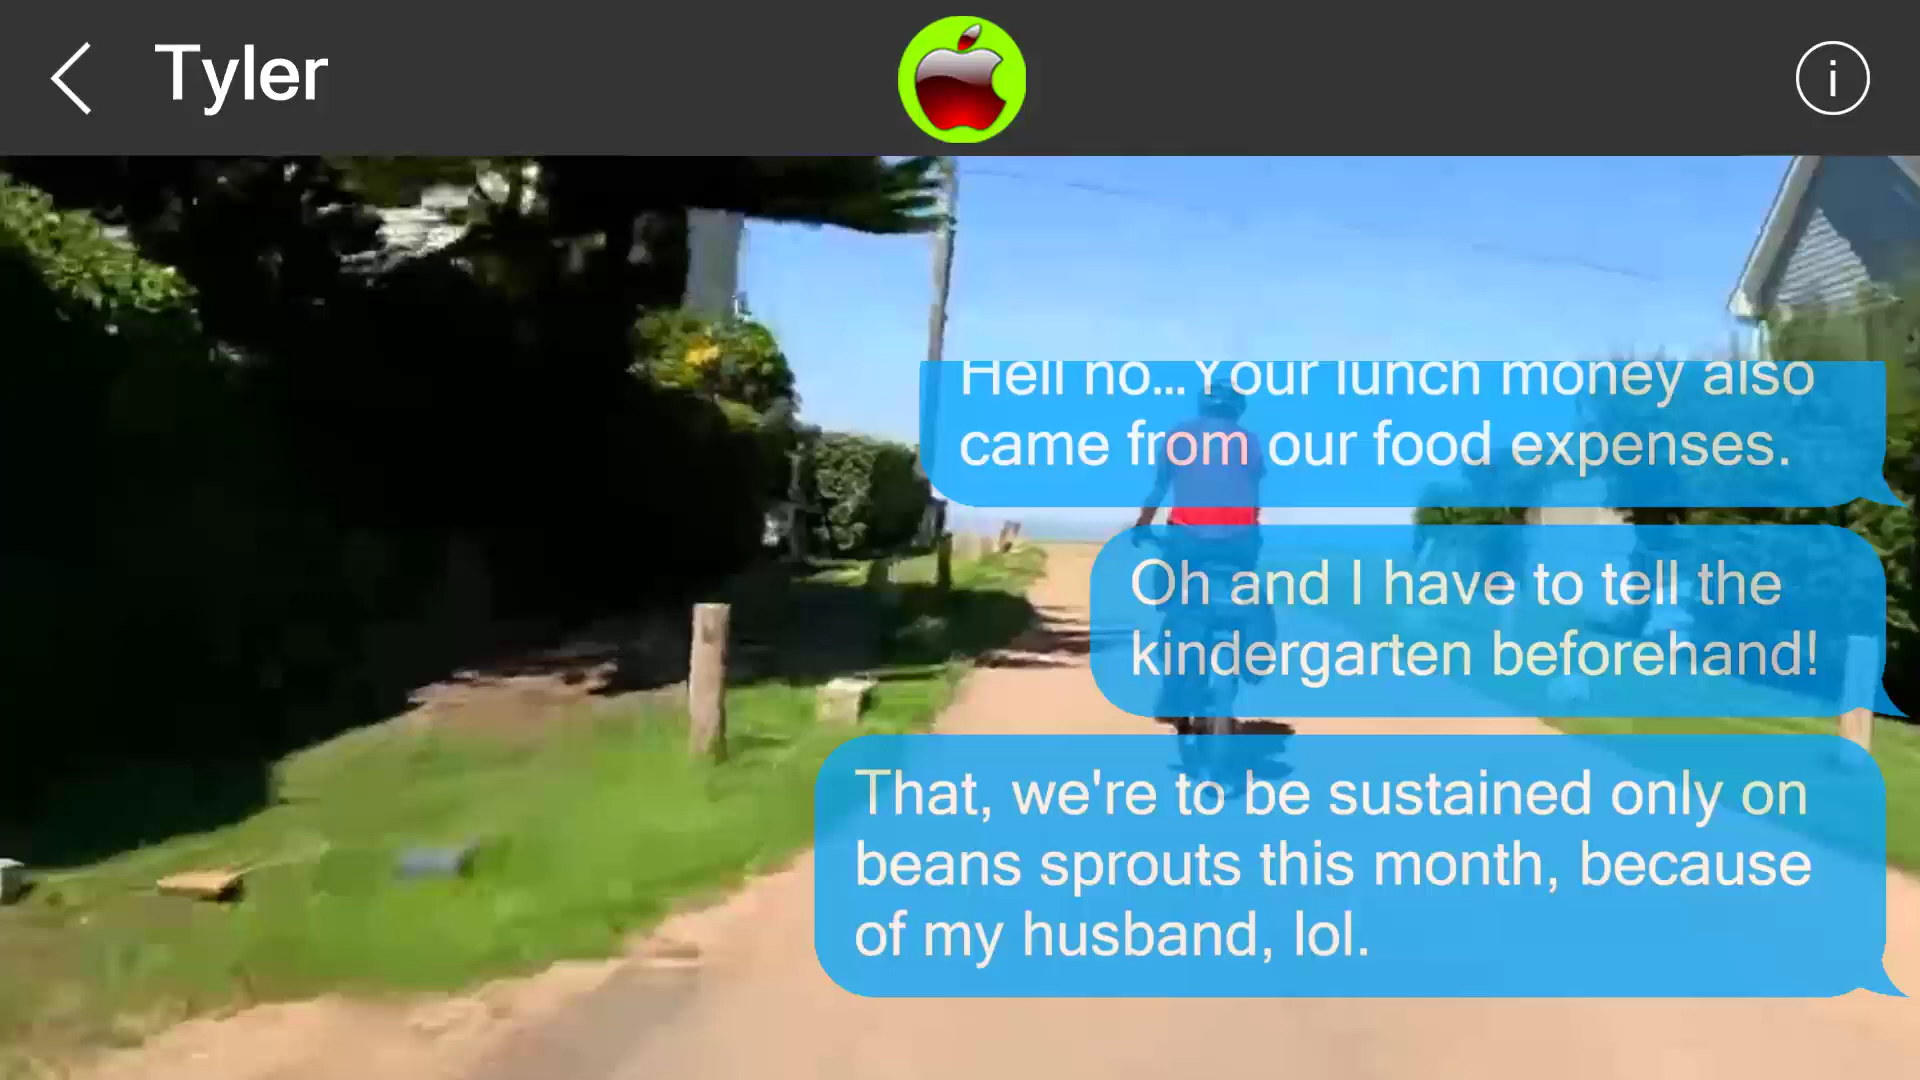 Tyler
i
Hell no...Your lunch money also
came from our food expenses.
Oh and I have to tell the
kindergarten beforehand!
That, we're to be sustained only on
beans sprouts this month, because
of my husband, lol.